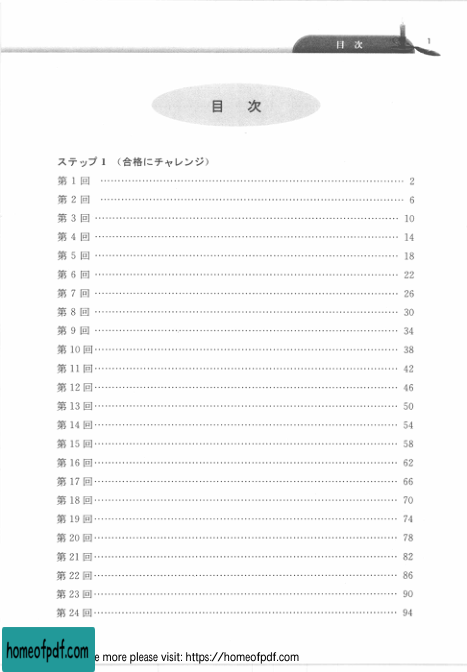 目 次
1
目 次
ステップ 1 (合格にチャレンジ)
第 1 回 2
第 2 回 6
第 3 回 10
第 4 回 14
第 5 回 18
第 6 回 22
第 7 回 26
第 8 回 30
第 9 回 34
第 10 回 38
第 11 回 42
第 12 回 46
第 13 回 50
第 14 回 54
第 15 回 58
第 16 回 62
第 17 回 66
第 18 回 70
第 19 回 74
第 20 回 78
第 21 回 82
第 22 回 86
第 23 回 90
第 24 回 94
homeofpdf.com
e more please visit: https://homeofpdf.com